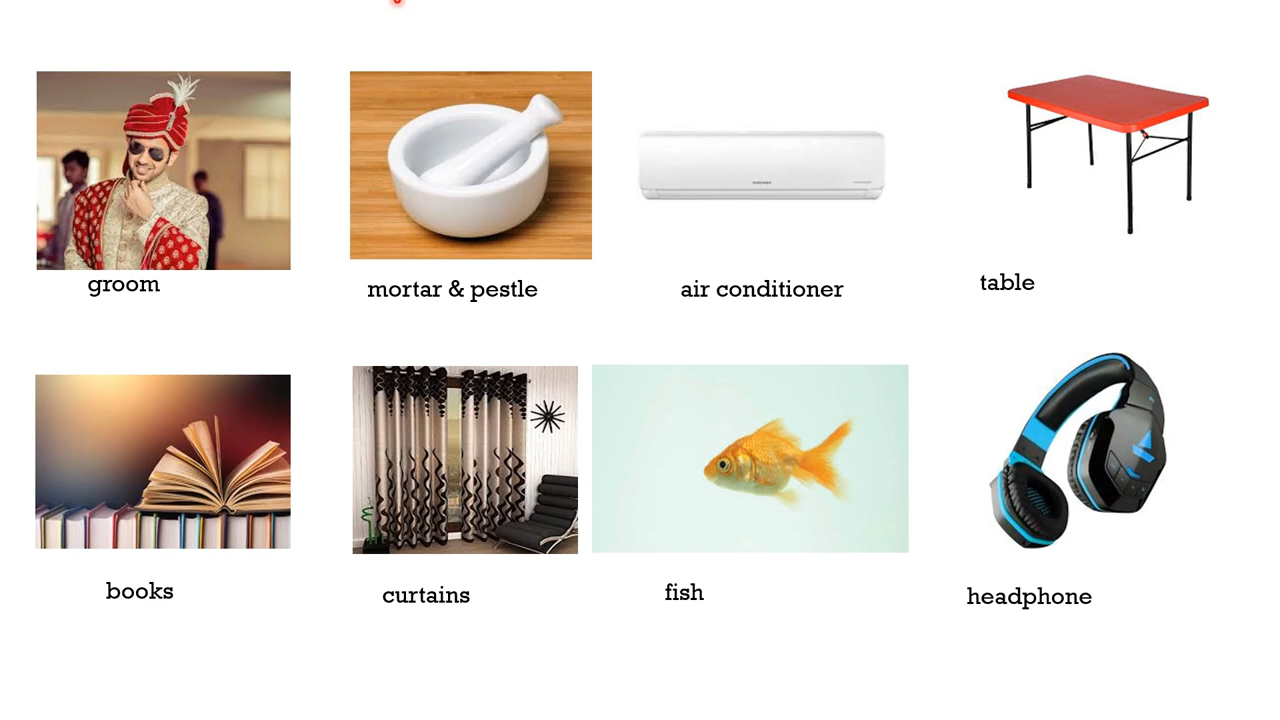 groom
mortar & pestle
air conditioner
table
books
curtains
fish
headphone